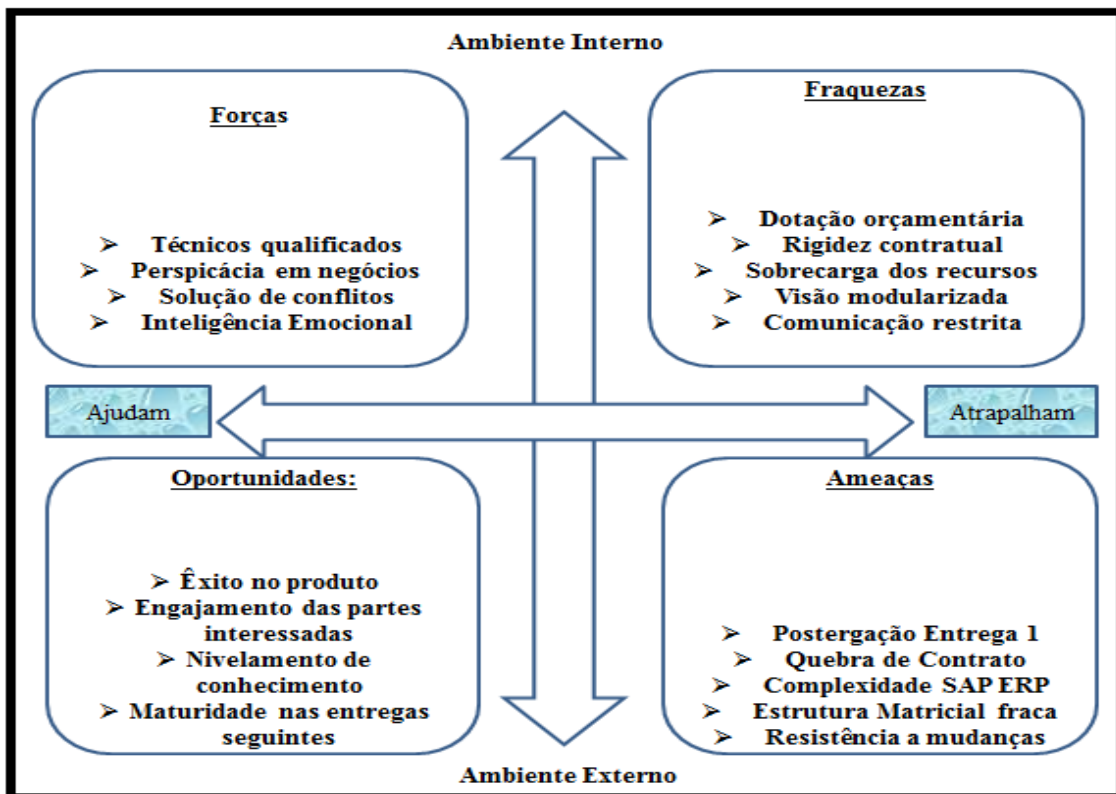 Ambiente Interno
Forças
➢ Técnicos qualificados
➢ Perspicácia em negócios
➢ Solução de conflitos
➢ Inteligência Emocional
Fraquezas
➢ Dotação orçamentária
➢ Rigidez contratual
➢ Sobrecarga dos recursos
➢ Visão modularizada
➢ Comunicação restrita
Ajudam
Atrapalham
Oportunidades:
➢ Êxito no produto
➢ Engajamento das partes
interessadas
➢ Nivelamento de
conhecimento
➢ Maturidade nas entregas
seguintes
Ameaças
➢ Postergação Entrega 1
➢ Quebra de Contrato
➢ Complexidade SAP ERP
➢ Estrutura Matricial fraca
➢ Resistência a mudanças
Ambiente Externo